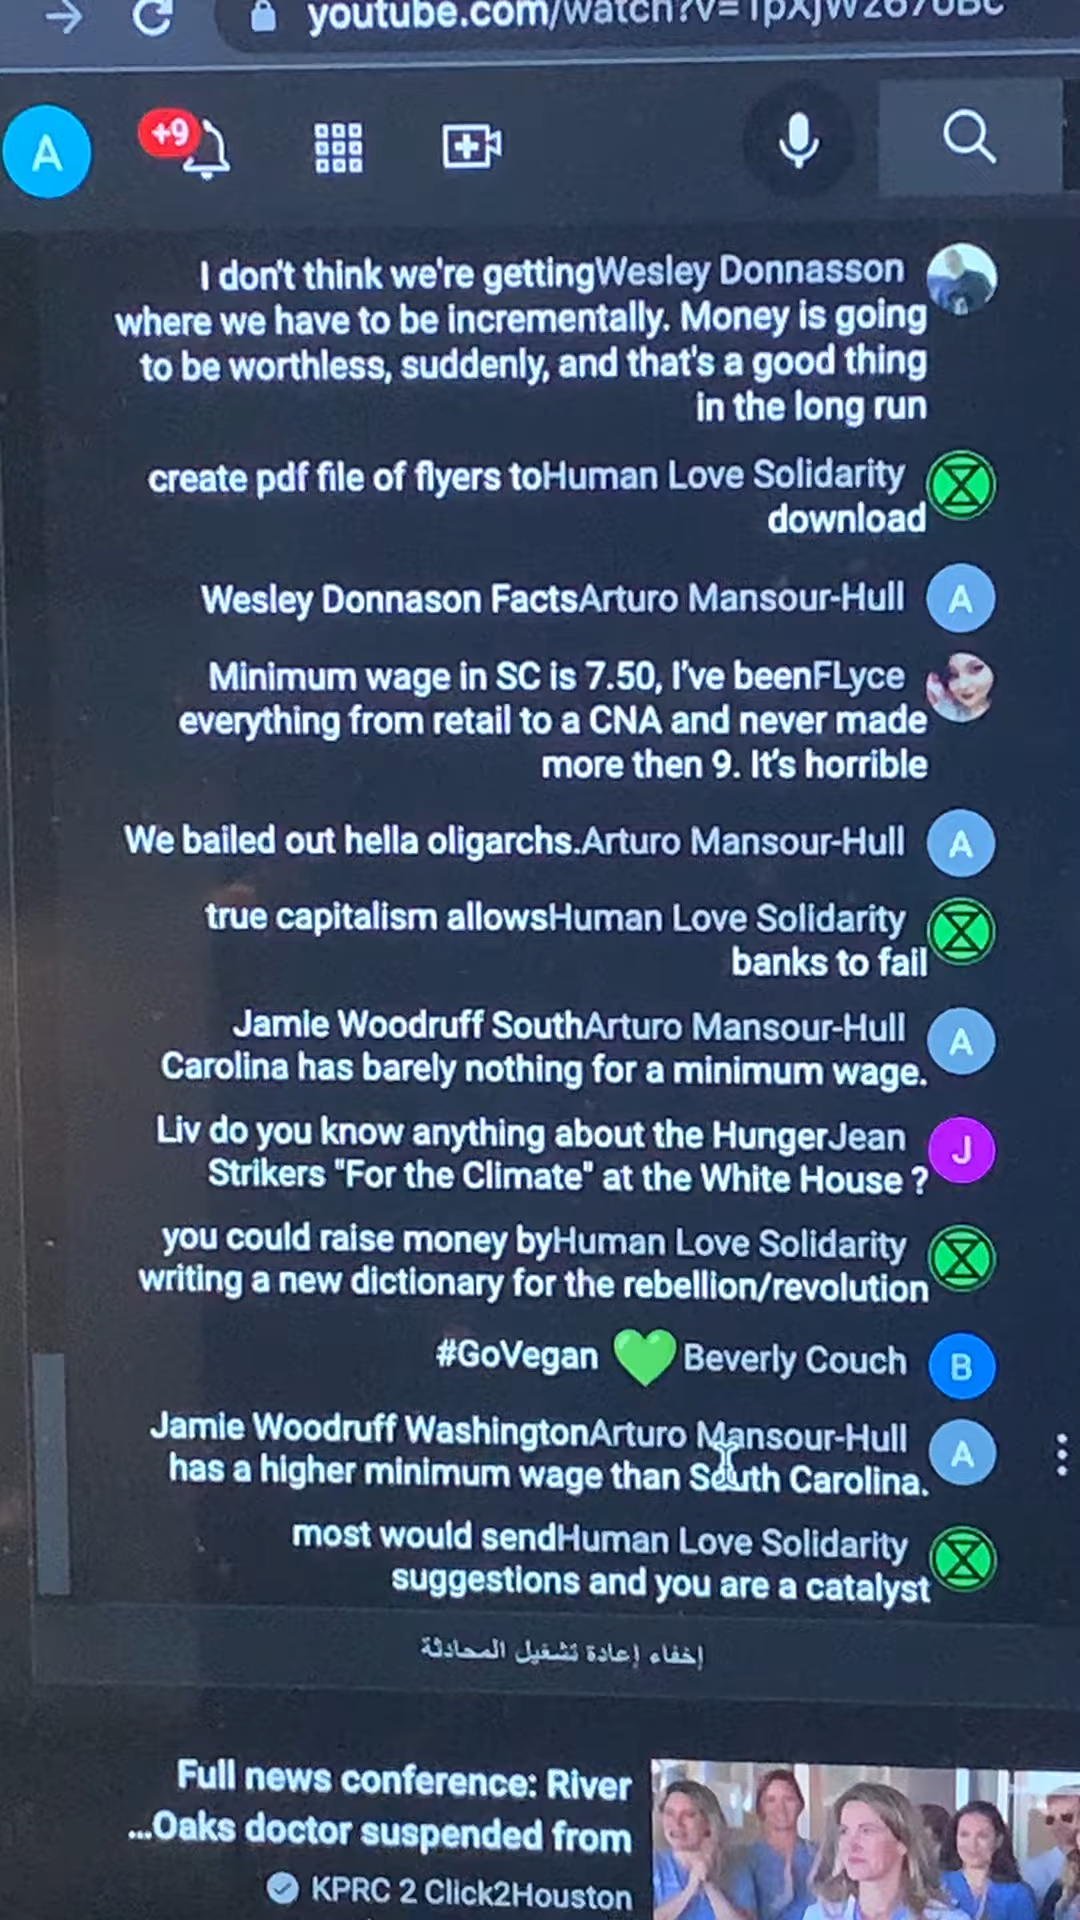 youtube.com/watch?v=
A
+9
I don't think we're gettingWesley Donnasson
where we have to be incrementally. Money is going
to be worthless, suddenly, and that's a good thing
in the long run
create pdf file of flyers toHuman Love Solidarity
download
Wesley Donnason FactsArturo Mansour-Hull
A
Minimum wage in SC is 7.50, I've beenFLyce
everything from retail to a CNA and never made
more then 9. It's horrible
We bailed out hella oligarchs.Arturo Mansour-Hull
A
true capitalism allowsHuman Love Solidarity
banks to fail
Jamie Woodruff SouthArturo Mansour-Hull
A
Carolina has barely nothing for a minimum wage.
Liv do you know anything about the HungerJean
J
Strikers "For the Climate" at the White House ?
you could raise money byHuman Love Solidarity
writing a new dictionary for the rebellion/revolution
#GoVegan 💚 Beverly Couch
B
Jamie Woodruff WashingtonArturo Mansour-Hull
A
has a higher minimum wage than South Carolina.
most would sendHuman Love Solidarity
suggestions and you are a catalyst
إخفاء إعادة تشغيل المحادثة
Full news conference: River
...Oaks doctor suspended from
KPRC 2 Click2Houston